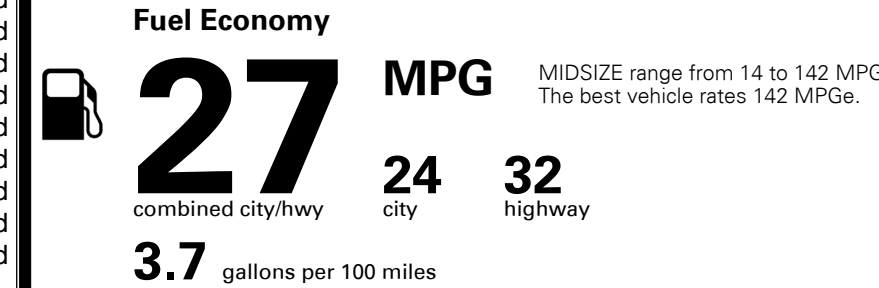 Fuel Economy
27 MPG
MIDSIZE range from 14 to 142 MPG
The best vehicle rates 142 MPGe.
combined city/hwy
24 city
32 highway
3.7 gallons per 100 miles